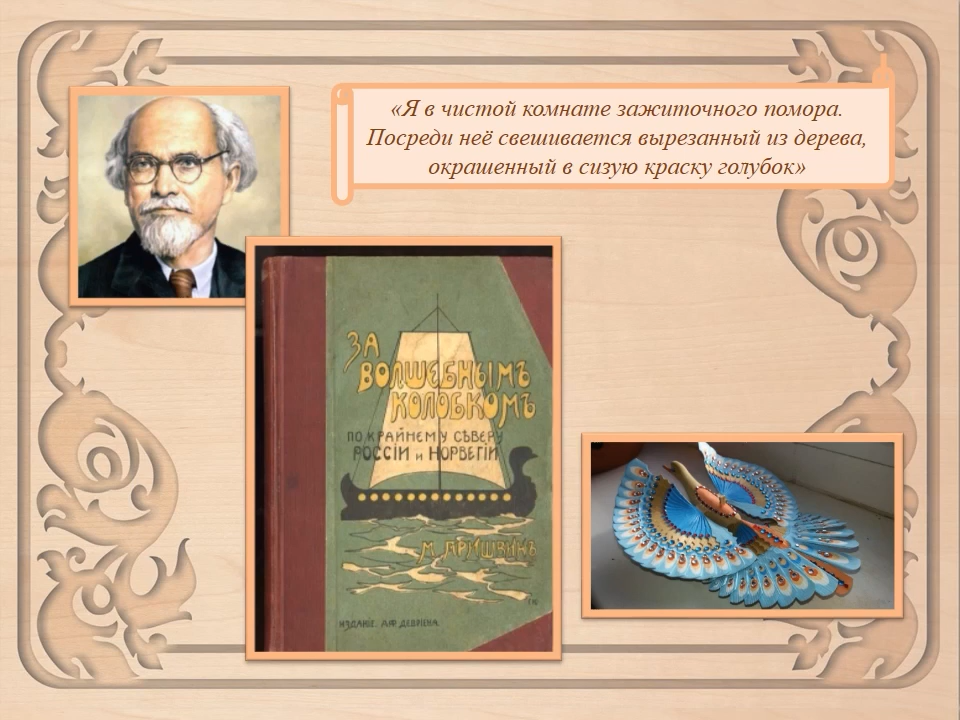 «Я в чистой комнате зажиточного помора.
Посреди неё свешивается вырезанный из дерева,
окрашенный в сизую краску голубок»
ЗА
ВОЛШЕБНЫМЪ
КОЛОБКОМЪ
ПО КРАЙНЕМУ СѢВЕРУ
РОССІИ и НОРВЕГІИ
М. ПРИШВИНЪ
ИЗДАНІЕ А.Ф. ДЕВРІЕНА